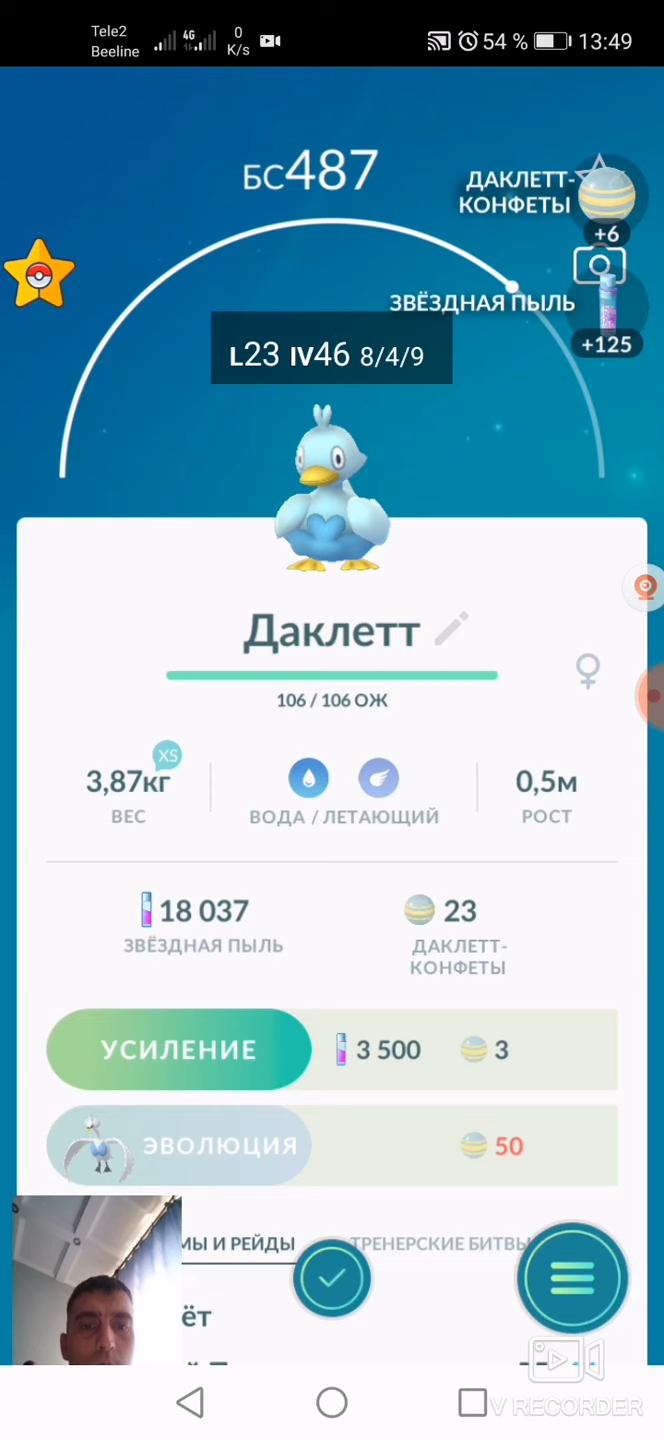 Tele2
Beeline
4G
0
K/s
54 %
13:49
БС487
ДАКЛЕТТ-
КОНФЕТЫ
+6
ЗВЁЗДНАЯ ПЫЛЬ
+125
L23 IV46 8/4/9
Даклетт
106 / 106 ОЖ
XS
3,87кг
ВЕС
ВОДА / ЛЕТАЮЩИЙ
0,5м
РОСТ
18 037
ЗВЁЗДНАЯ ПЫЛЬ
23
ДАКЛЕТТ-
КОНФЕТЫ
УСИЛЕНИЕ
3 500
3
ЭВОЛЮЦИЯ
50
МЫ И РЕЙДЫ
ТРЕНЕРСКИЕ БИТВЫ
ёт
V RECORDER